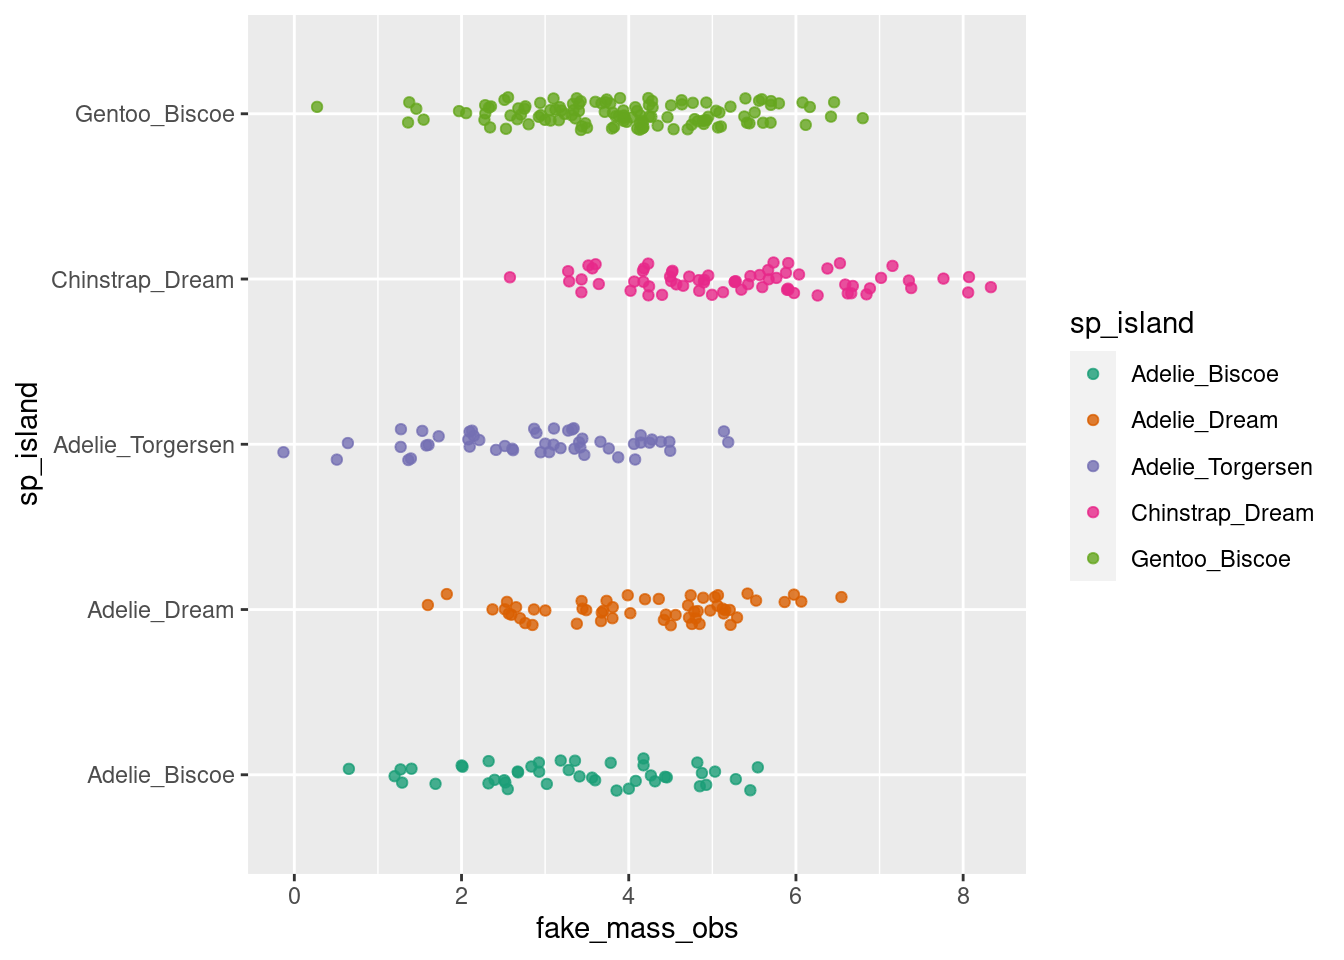 sp_island
Gentoo_Biscoe
Chinstrap_Dream
Adelie_Torgersen
Adelie_Dream
Adelie_Biscoe
0 2 4 6 8
fake_mass_obs
sp_island
Adelie_Biscoe
Adelie_Dream
Adelie_Torgersen
Chinstrap_Dream
Gentoo_Biscoe